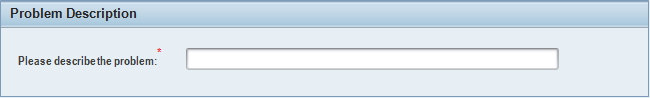 Problem Description
Please describe the problem:*